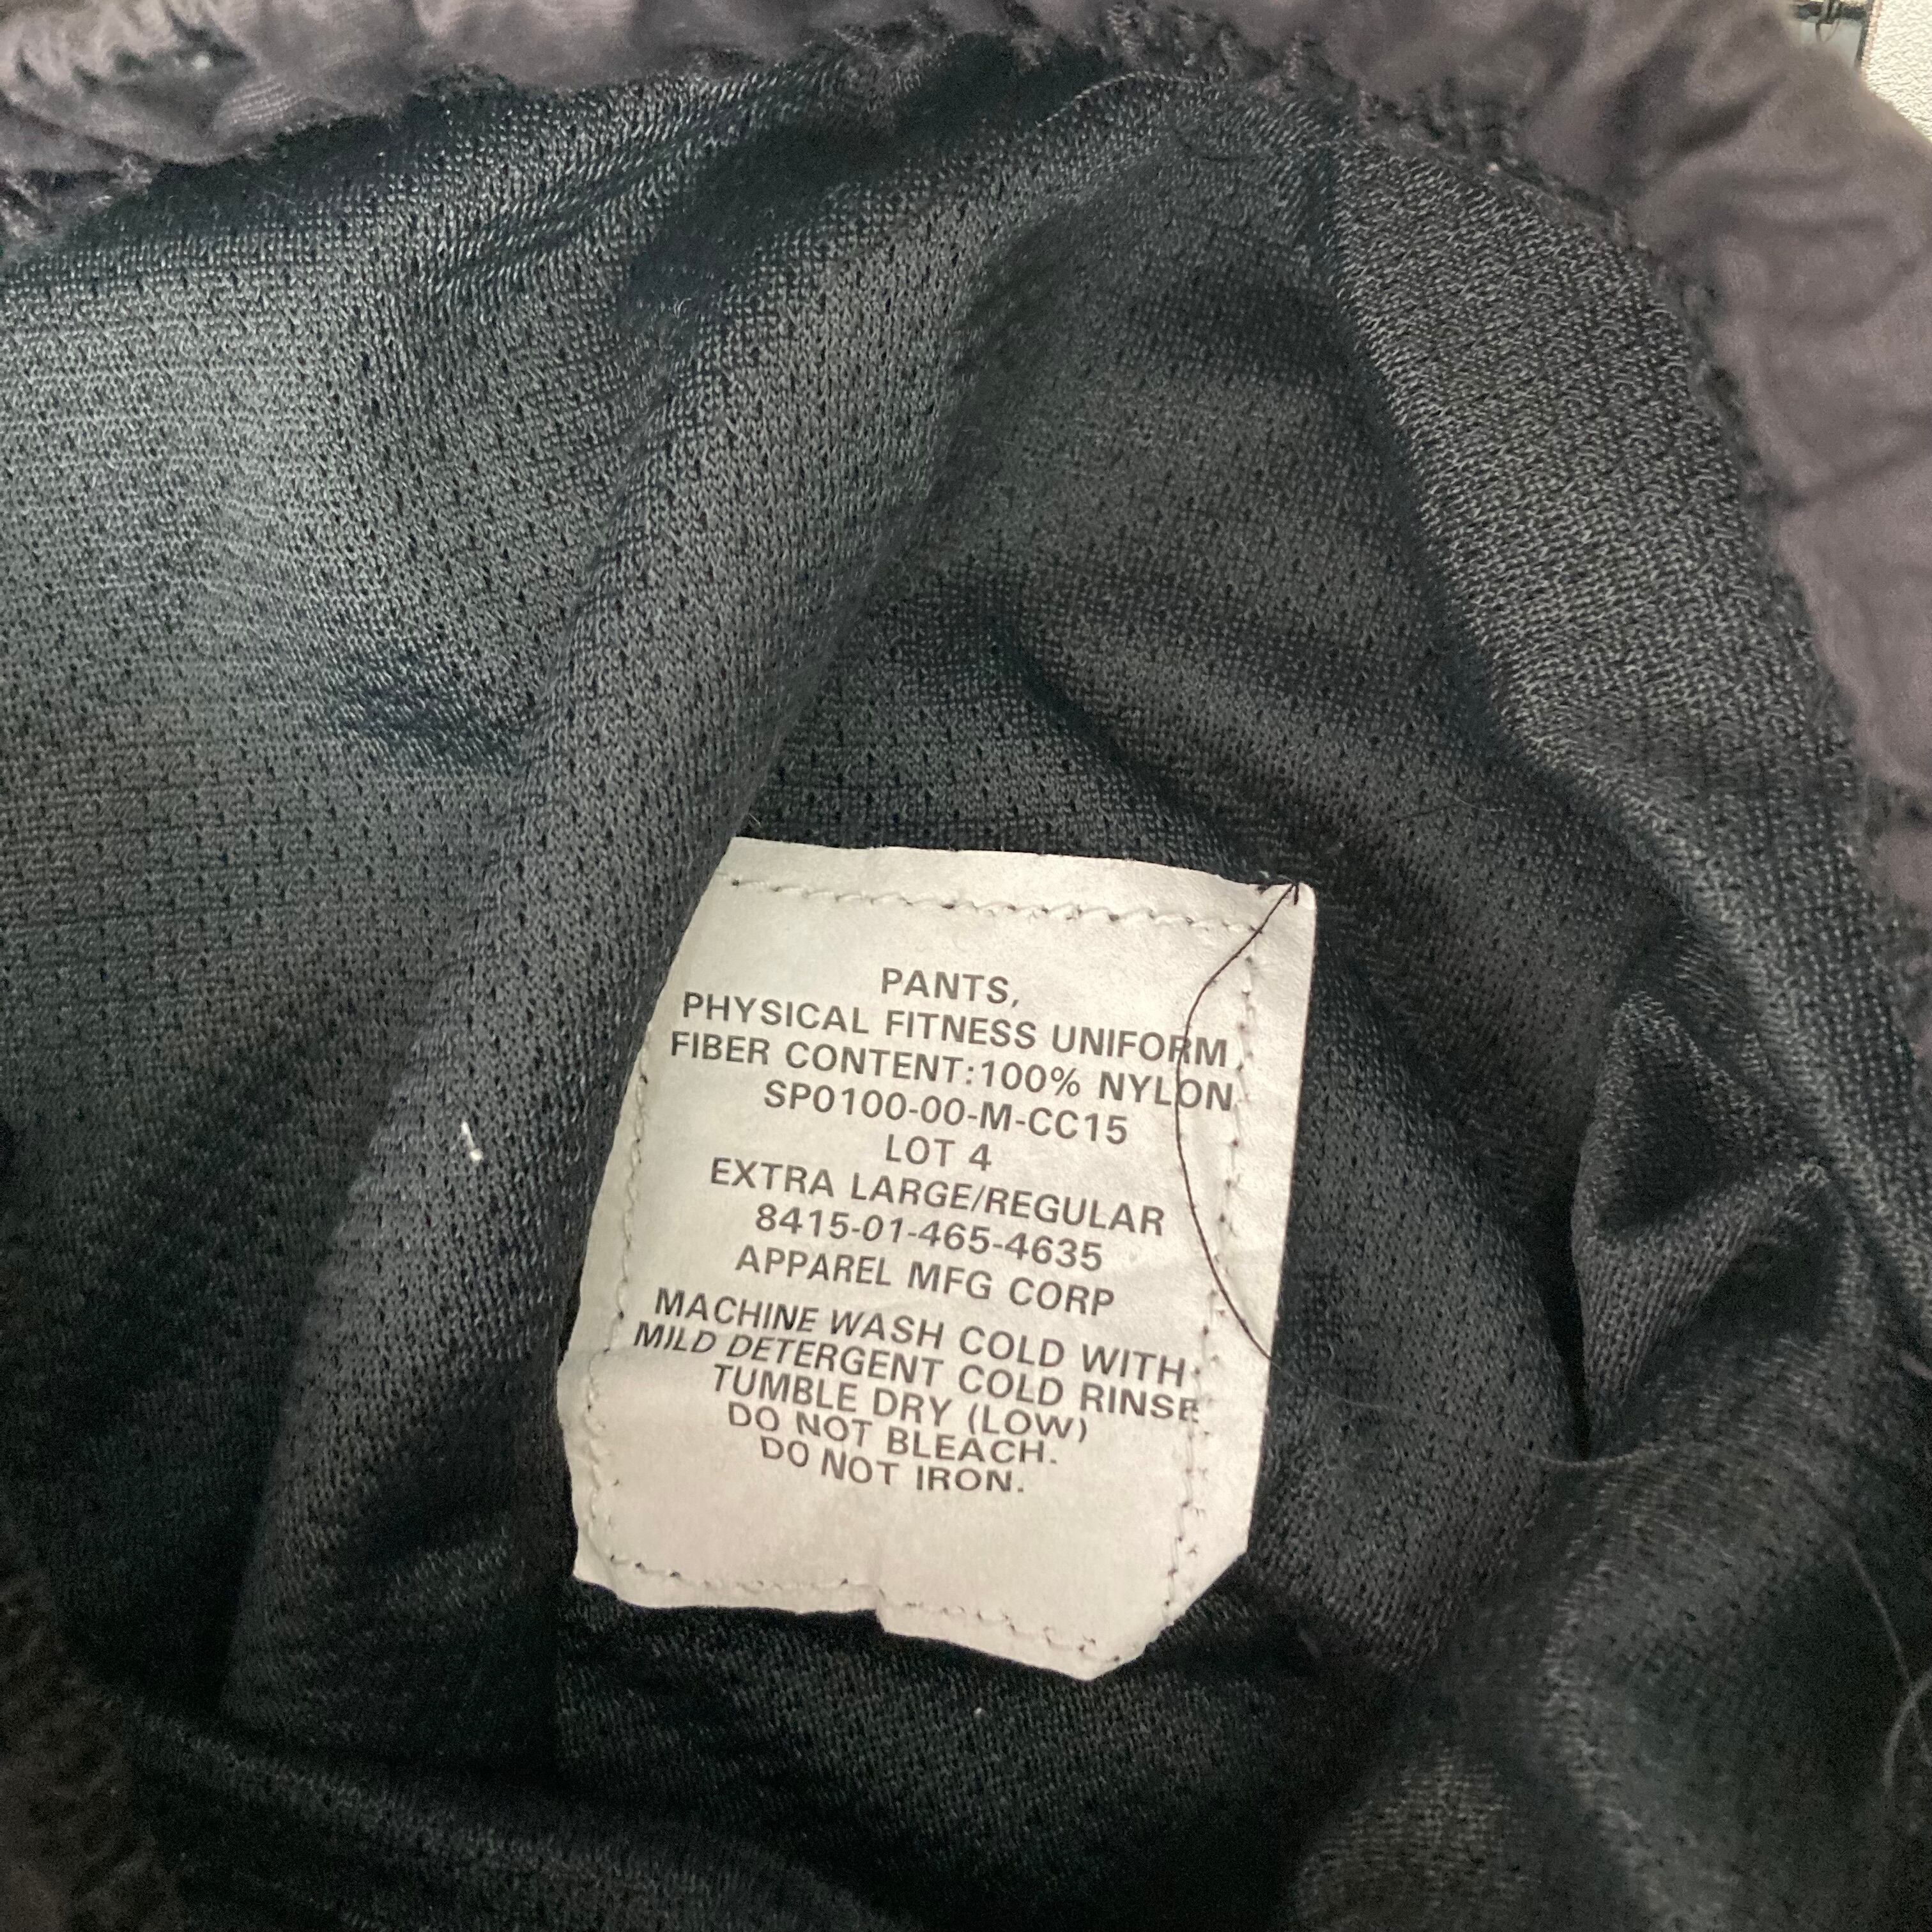 PANTS,
PHYSICAL FITNESS UNIFORM
FIBER CONTENT:100% NYLON
SP0100-00-M-CC15
LOT 4
EXTRA LARGE/REGULAR
8415-01-465-4635
APPAREL MFG CORP
MACHINE WASH COLD WITH
MILD DETERGENT COLD RINSE
TUMBLE DRY (LOW)
DO NOT BLEACH.
DO NOT IRON.